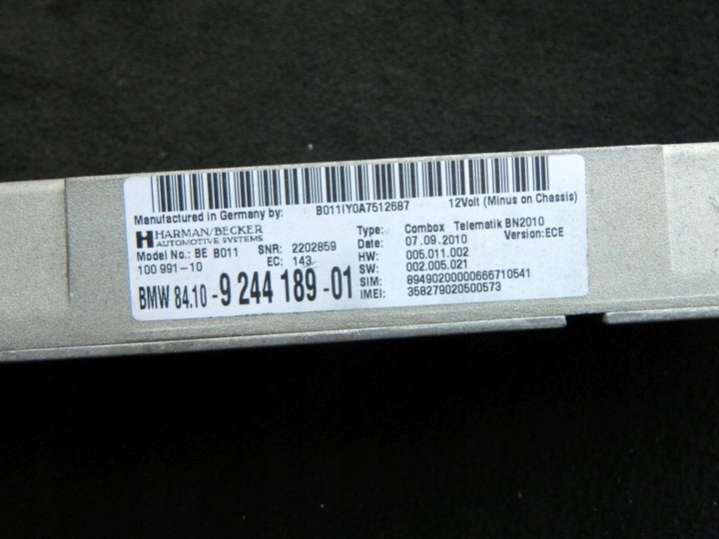 B011IY0A7512687
12Volt (Minus on Chassis)
Manufactured in Germany by:
HARMAN/BECKER
AUTOMOTIVE SYSTEMS
Model No.: BE B011
SNR: 2202859
100 991-10
EC: 143
BMW 84.10 -9 244 189 -01
Type: Combox Telematik BN2010
Date: 07.09.2010
Version: ECE
HW: 005.011.002
SW: 002.005.021
SIM: 89490200000666710541
IMEI: 358279020500573